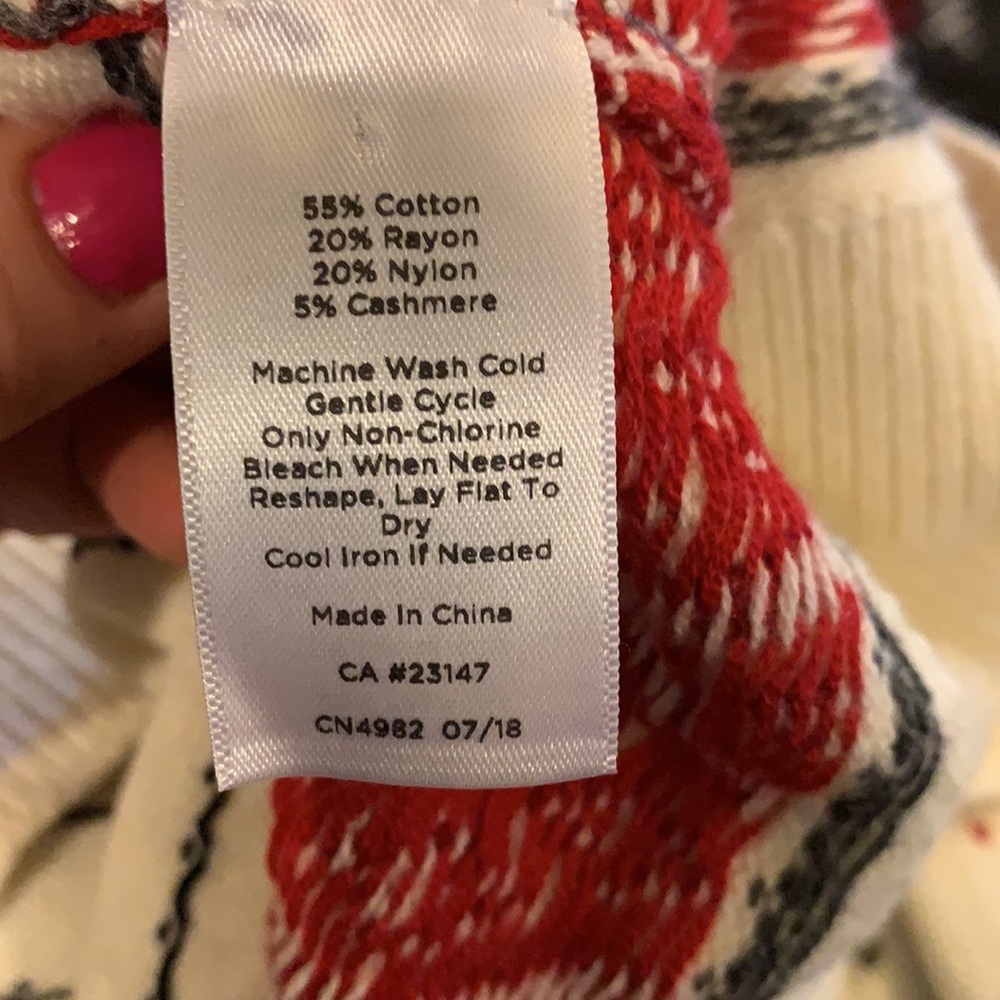 55% Cotton
20% Rayon
20% Nylon
5% Cashmere
Machine Wash Cold
Gentle Cycle
Only Non-Chlorine
Bleach When Needed
Reshape, Lay Flat To
Dry
Cool Iron If Needed
Made In China
CA #23147
CN4982 07/18